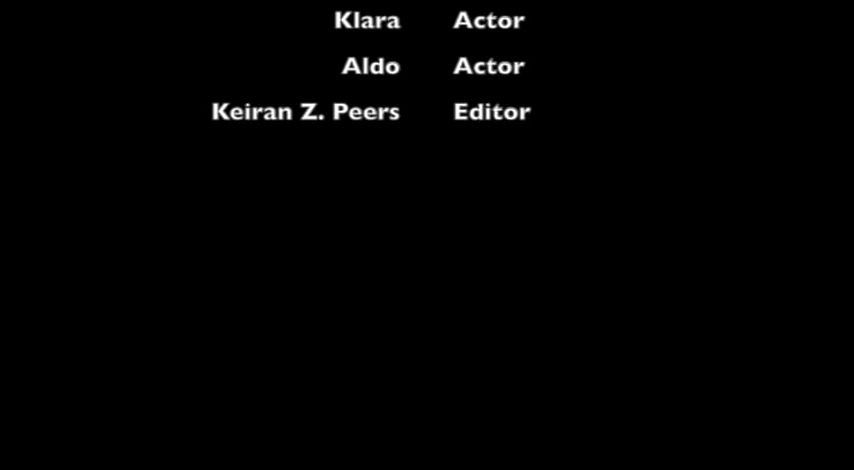 Klara Actor
Aldo Actor
Keiran Z. Peers Editor